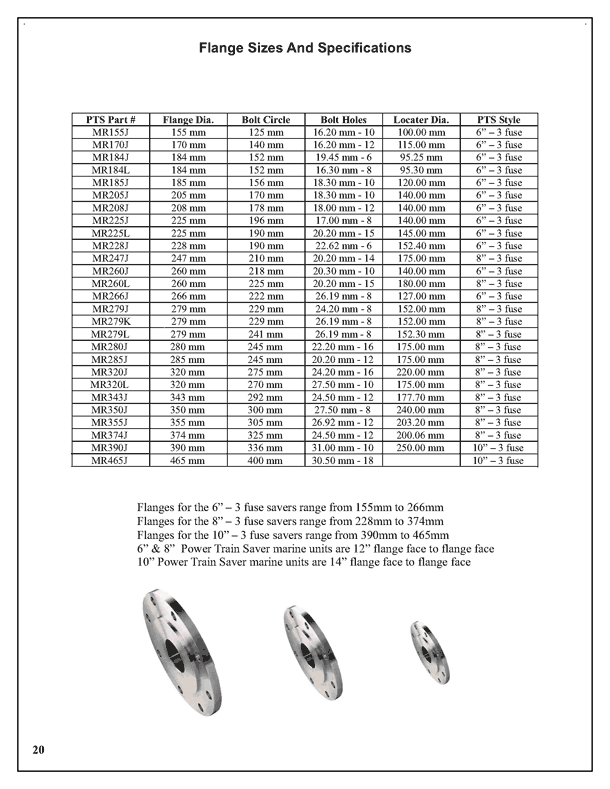 Flange Sizes And Specifications
PTS Part # Flange Dia. Bolt Circle Bolt Holes Locater Dia. PTS Style
MR155J 155 mm 125 mm 16.20 mm - 10 100.00 mm 6” – 3 fuse
MR170J 170 mm 140 mm 16.20 mm - 12 115.00 mm 6” – 3 fuse
MR184J 184 mm 152 mm 19.45 mm - 6 95.25 mm 6” – 3 fuse
MR184L 184 mm 152 mm 16.30 mm - 8 95.30 mm 6” – 3 fuse
MR185J 185 mm 156 mm 18.30 mm - 10 120.00 mm 6” – 3 fuse
MR205J 205 mm 170 mm 18.30 mm - 10 140.00 mm 6” – 3 fuse
MR208J 208 mm 178 mm 18.00 mm - 12 140.00 mm 6” – 3 fuse
MR225J 225 mm 196 mm 17.00 mm - 8 140.00 mm 6” – 3 fuse
MR225L 225 mm 190 mm 20.20 mm - 15 145.00 mm 6” – 3 fuse
MR228J 228 mm 190 mm 22.62 mm - 6 152.40 mm 6” – 3 fuse
MR247J 247 mm 210 mm 20.20 mm - 14 175.00 mm 8” – 3 fuse
MR260J 260 mm 218 mm 20.30 mm - 10 140.00 mm 6” – 3 fuse
MR260L 260 mm 225 mm 20.20 mm - 15 180.00 mm 8” – 3 fuse
MR266J 266 mm 222 mm 26.19 mm - 8 127.00 mm 6” – 3 fuse
MR279J 279 mm 229 mm 24.20 mm - 8 152.00 mm 8” – 3 fuse
MR279K 279 mm 229 mm 26.19 mm - 8 152.00 mm 8” – 3 fuse
MR279L 279 mm 241 mm 26.19 mm - 8 152.30 mm 8” – 3 fuse
MR280J 280 mm 245 mm 22.20 mm - 16 175.00 mm 8” – 3 fuse
MR285J 285 mm 245 mm 20.20 mm - 12 175.00 mm 8” – 3 fuse
MR320J 320 mm 275 mm 24.20 mm - 16 220.00 mm 8” – 3 fuse
MR320L 320 mm 270 mm 27.50 mm - 10 175.00 mm 8” – 3 fuse
MR343J 343 mm 292 mm 24.50 mm - 12 177.70 mm 8” – 3 fuse
MR350J 350 mm 300 mm 27.50 mm - 8 240.00 mm 8” – 3 fuse
MR355J 355 mm 305 mm 26.92 mm - 12 203.20 mm 8” – 3 fuse
MR374J 374 mm 325 mm 24.50 mm - 12 200.06 mm 8” – 3 fuse
MR390J 390 mm 336 mm 31.00 mm - 10 250.00 mm 10” – 3 fuse
MR465J 465 mm 400 mm 30.50 mm - 18 10” – 3 fuse
Flanges for the 6” – 3 fuse savers range from 155mm to 266mm
Flanges for the 8” – 3 fuse savers range from 228mm to 374mm
Flanges for the 10” – 3 fuse savers range from 390mm to 465mm
6” & 8” Power Train Saver marine units are 12” flange face to flange face
10” Power Train Saver marine units are 14” flange face to flange face
20